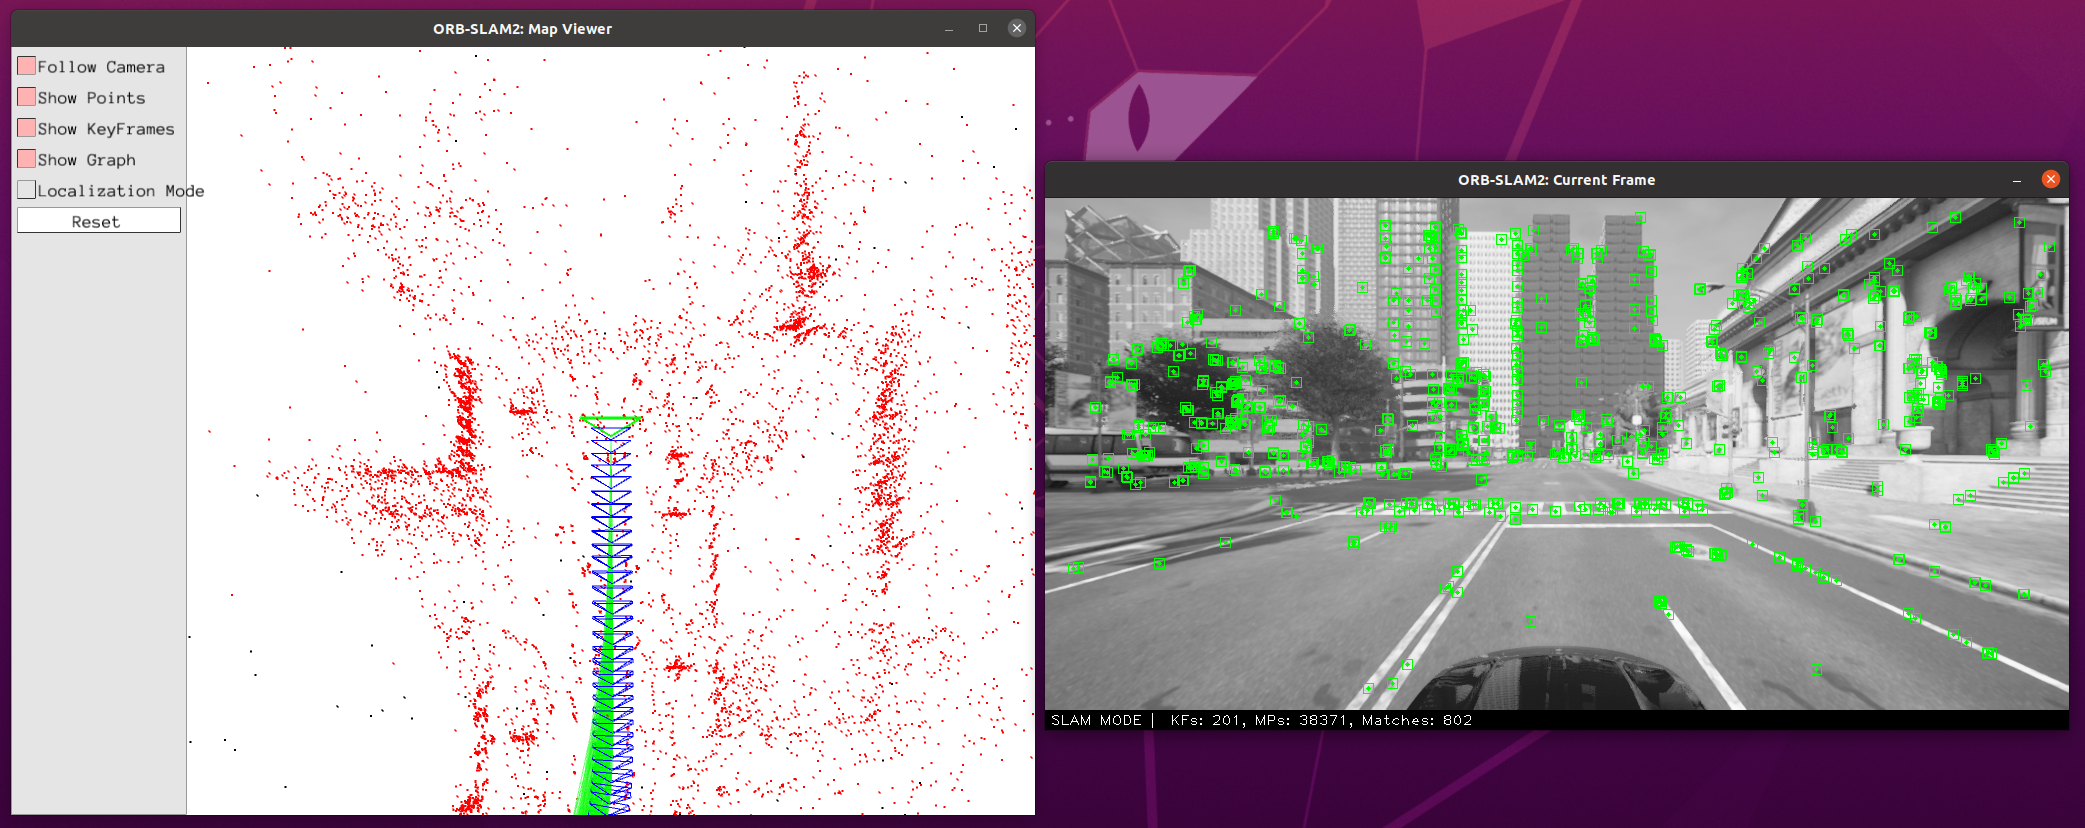 ORB-SLAM2: Map Viewer
Follow Camera
Show Points
Show KeyFrames
Show Graph
Localization Mode
Reset
ORB-SLAM2: Current Frame
SLAM MODE | KFs: 201, MPs: 38371, Matches: 802